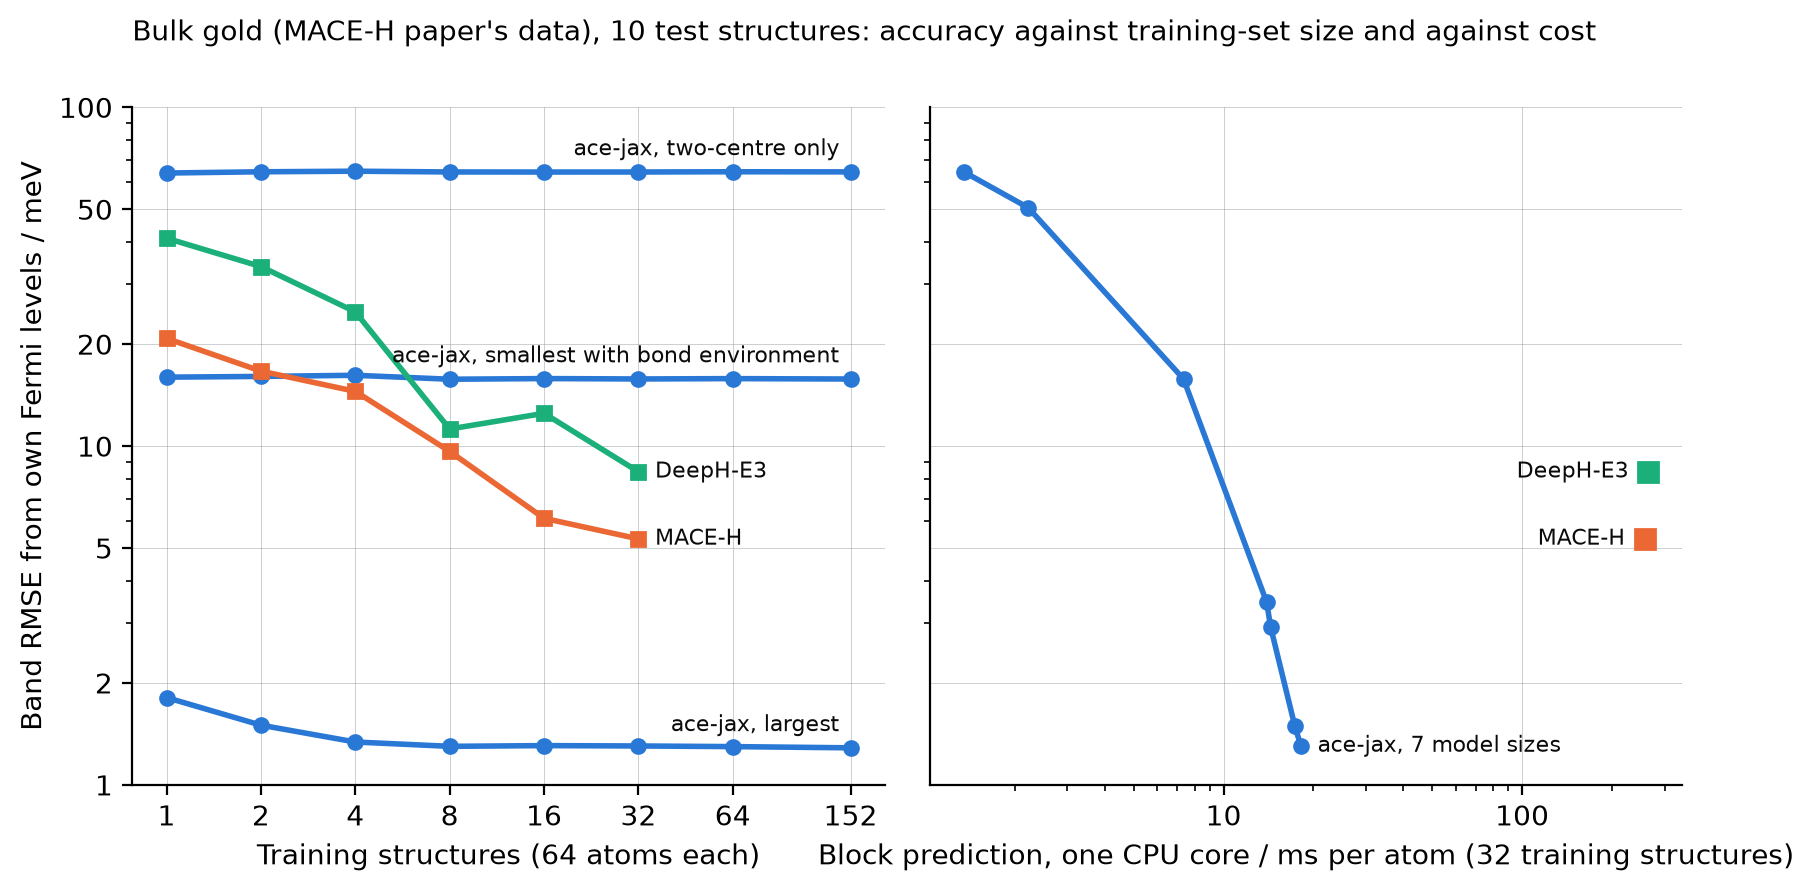 Bulk gold (MACE-H paper's data), 10 test structures: accuracy against training-set size and against cost
Band RMSE from own Fermi levels / meV
100
50
20
10
5
2
1
ace-jax, two-centre only
ace-jax, smallest with bond environment
DeepH-E3
MACE-H
ace-jax, largest
1 2 4 8 16 32 64 152
Training structures (64 atoms each)
DeepH-E3
MACE-H
ace-jax, 7 model sizes
10 100
Block prediction, one CPU core / ms per atom (32 training structures)